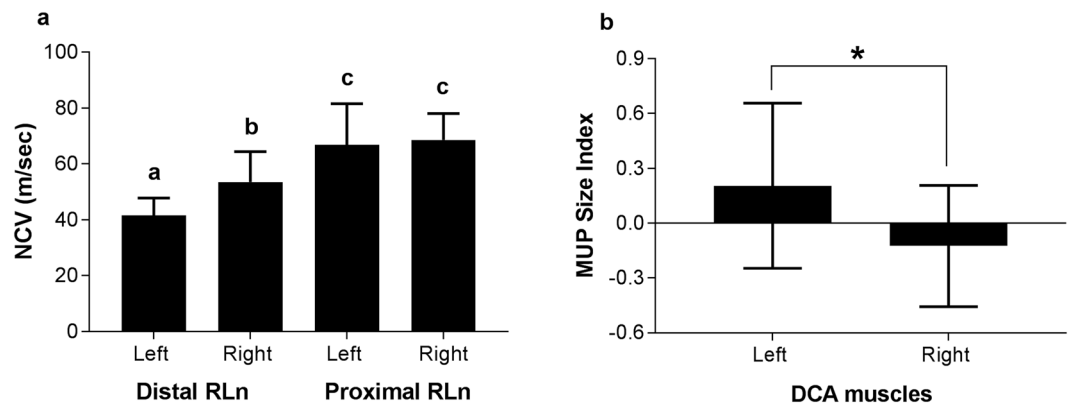 a
100
80
60
40
20
0
NCV (m/sec)
a
b
c
c
Left Right Left Right
Distal RLn Proximal RLn
b
0.9
0.6
0.3
0.0
-0.3
-0.6
MUP Size Index
*
Left Right
DCA muscles